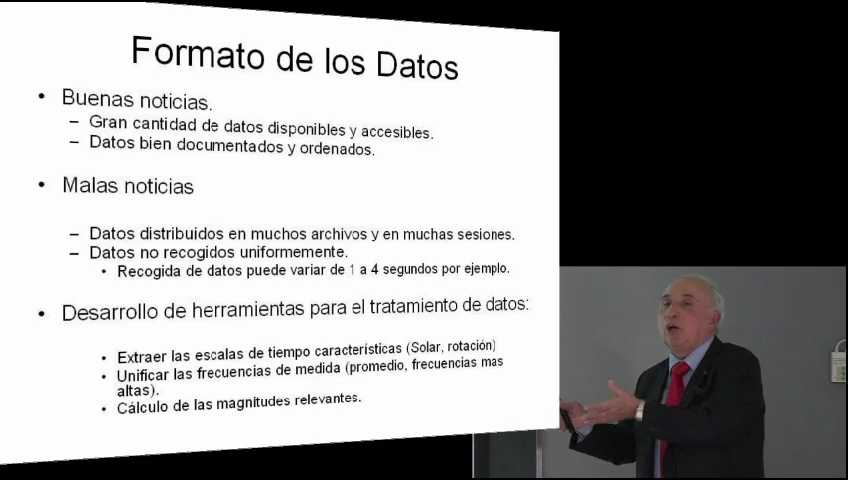 Formato de los Datos
• Buenas noticias.
– Gran cantidad de datos disponibles y accesibles.
– Datos bien documentados y ordenados.
• Malas noticias
– Datos distribuidos en muchos archivos y en muchas sesiones.
– Datos no recogidos uniformemente.
• Recogida de datos puede variar de 1 a 4 segundos por ejemplo.
• Desarrollo de herramientas para el tratamiento de datos:
• Extraer las escalas de tiempo características (Solar, rotación)
• Unificar las frecuencias de medida (promedio, frecuencias mas
altas).
• Cálculo de las magnitudes relevantes.